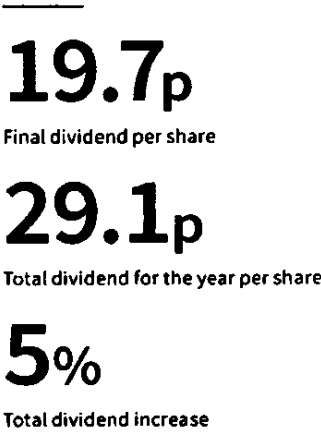 19.7p
Final dividend per share
29.1p
Total dividend for the year per share
5%
Total dividend increase